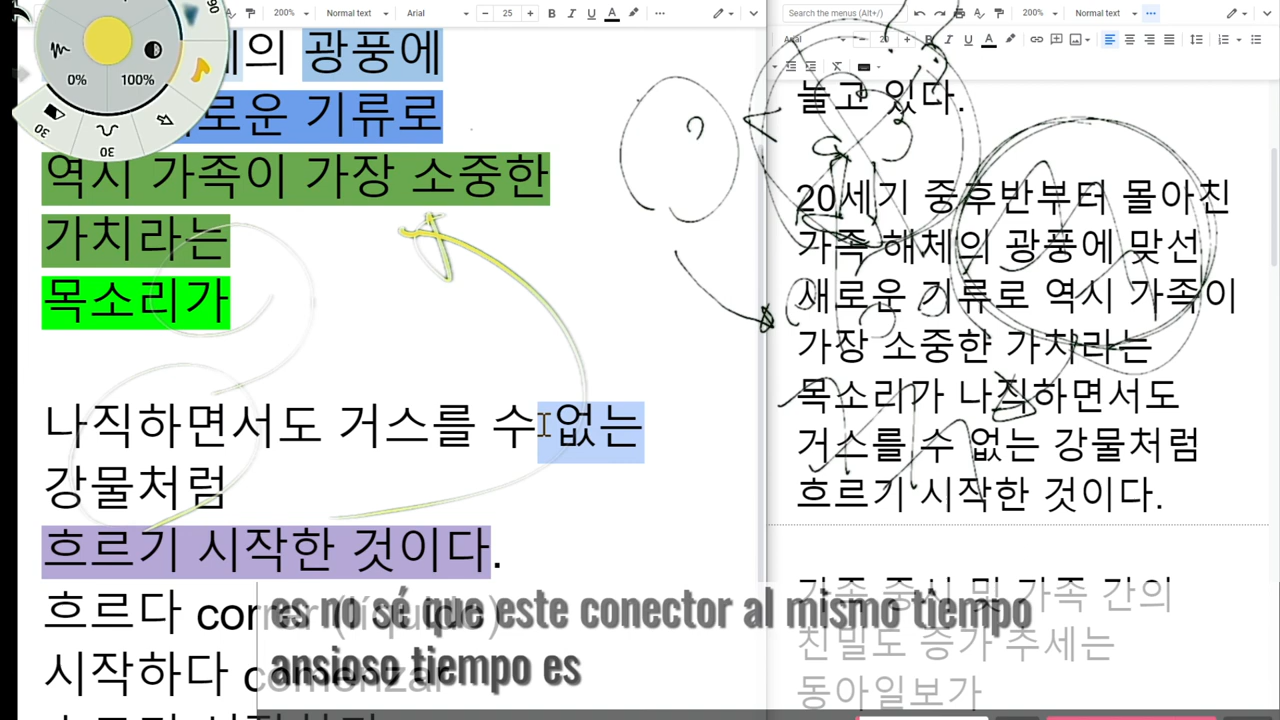 200%
Normal text
Arial
25
B I U A
0%
100%
30
30
의 광풍에
로운 기류로
역시 가족이 가장 소중한
가치라는
목소리가
나직하면서도 거스를 수 없는
강물처럼
흐르기 시작한 것이다.
흐르다
시작하다
es no sé que este conector al mismo tiempo
ansioso tiempo es
Search the menus (Alt+/)
200%
Normal text
Arial
20
B I U A
늘고 있다.
20세기 중후반부터 몰아친
가족 해체의 광풍에 맞선
새로운 기류로 역시 가족이
가장 소중한 가치라는
목소리가 나직하면서도
거스를 수 없는 강물처럼
흐르기 시작한 것이다.
가족 중시 및 가족 간의
친밀도 증가 추세는
동아일보가